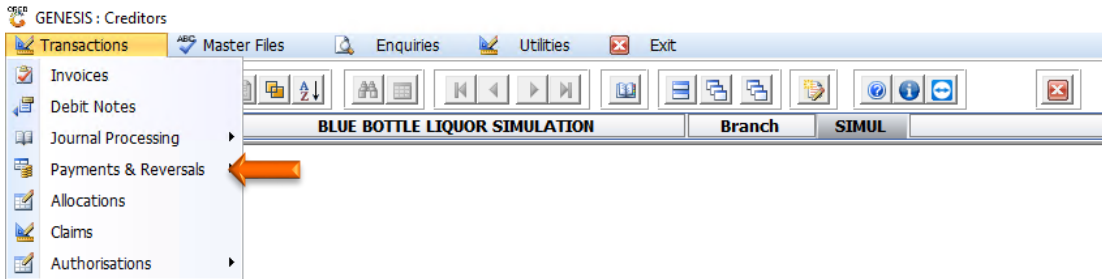 GENESIS : Creditors
Transactions ABC Master Files Enquiries Utilities Exit
Invoices
Debit Notes
BLUE BOTTLE LIQUOR SIMULATION Branch SIMUL
Journal Processing
Payments & Reversals
Allocations
Claims
Authorisations